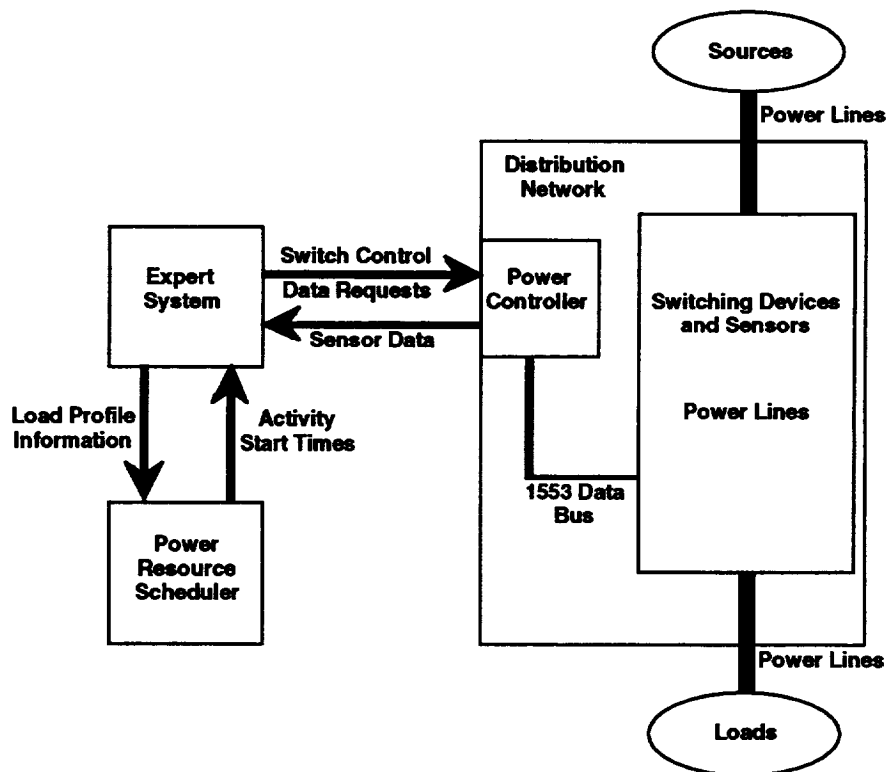 Sources
Power Lines
Distribution
Network
Expert
System
Switch Control
Data Requests
Sensor Data
Power
Controller
Switching Devices
and Sensors
Power Lines
Load Profile
Information
Activity
Start Times
1553 Data
Bus
Power
Resource
Scheduler
Power Lines
Loads